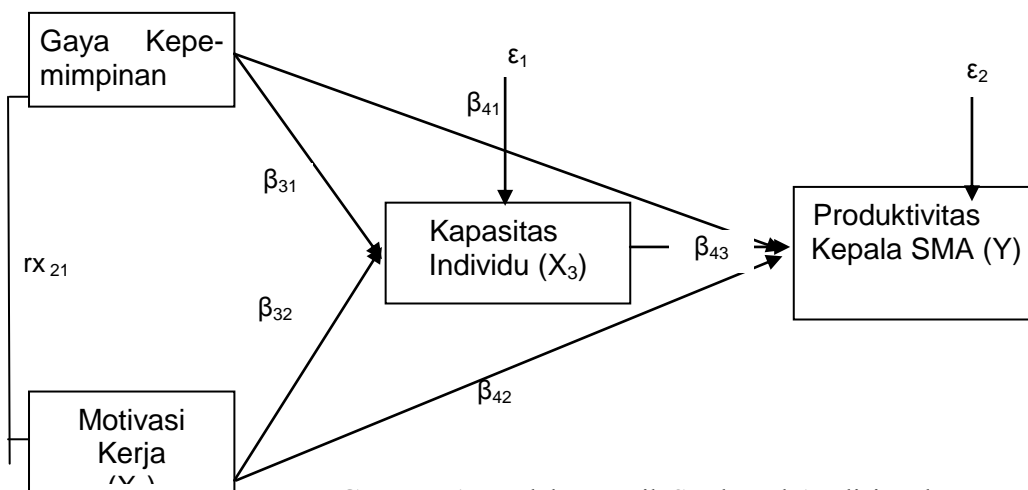 Gaya Kepe-
mimpinan
ε₁
ε₂
β₄₁
β₃₁
Produktivitas
Kepala SMA (Y)
Kapasitas
Individu (X₃)
β₄₃
rx ₂₁
β₃₂
β₄₂
Motivasi
Kerja